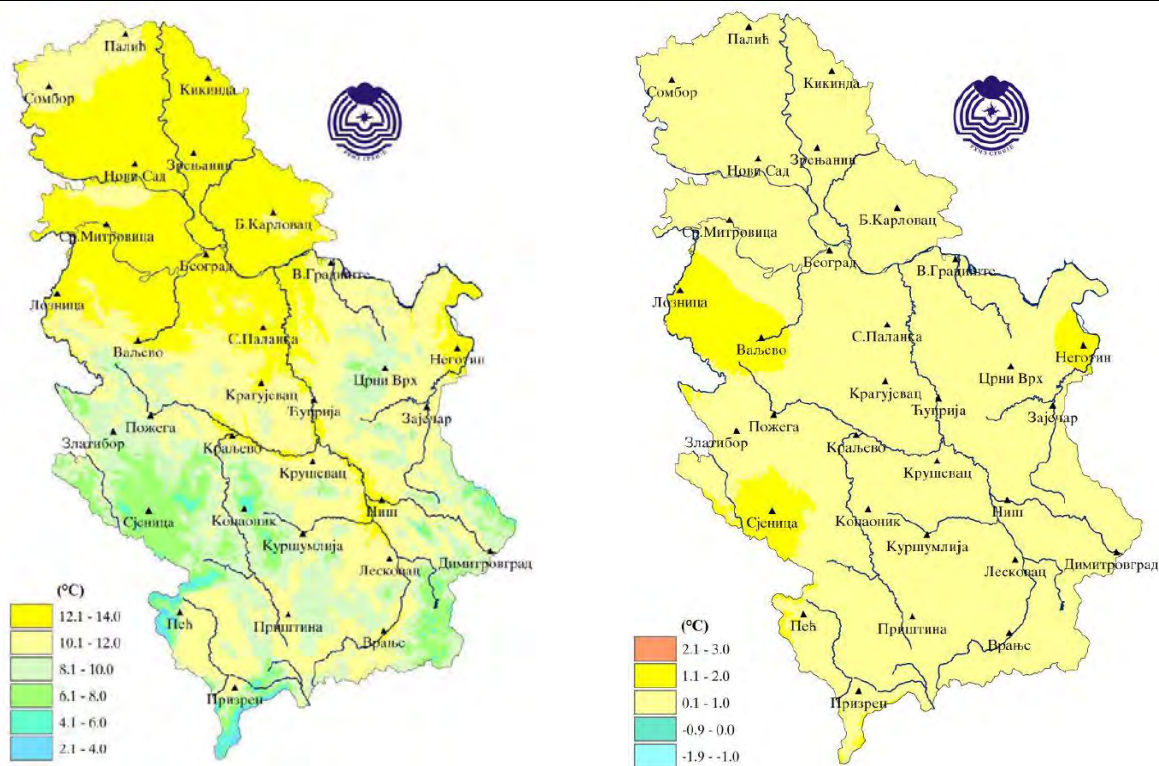 Палић
Сомбор
Кикинда
Зрењанин
Нови Сад
Б.Карловац
Ср.Митровица
Београд
В.Градиште
Лозница
Ваљево
С.Паланка
Неготин
Црни Врх
Крагујевац
Ћуприја
Зајечар
Пожега
Златибор
Краљево
Крушевац
Ниш
Сјеница
Копаоник
Куршумлија
Лесковац
Димитровград
Пећ
Приштина
Врање
Призрен
(°C)
12.1 - 14.0
10.1 - 12.0
8.1 - 10.0
6.1 - 8.0
4.1 - 6.0
2.1 - 4.0
РХМЗ СРБИЈЕ
Палић
Сомбор
Кикинда
Зрењанин
Нови Сад
Б.Карловац
Ср.Митровица
Београд
В.Градиште
Лозница
Ваљево
С.Паланка
Неготин
Црни Врх
Крагујевац
Ћуприја
Зајечар
Пожега
Златибор
Краљево
Крушевац
Ниш
Сјеница
Копаоник
Куршумлија
Лесковац
Димитровград
Пећ
Приштина
Врање
Призрен
(°C)
2.1 - 3.0
1.1 - 2.0
0.1 - 1.0
-0.9 - 0.0
-1.9 - -1.0
РХМЗ СРБИЈЕ